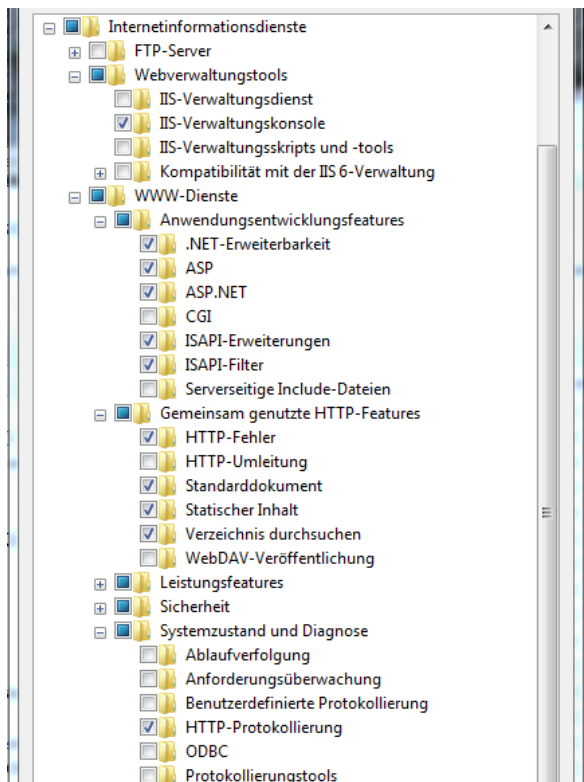 Internetinformationsdienste
FTP-Server
Webverwaltungstools
IIS-Verwaltungsdienst
IIS-Verwaltungskonsole
IIS-Verwaltungsskripts und -tools
Kompatibilität mit der IIS 6-Verwaltung
WWW-Dienste
Anwendungsentwicklungsfeatures
.NET-Erweiterbarkeit
ASP
ASP.NET
CGI
ISAPI-Erweiterungen
ISAPI-Filter
Serverseitige Include-Dateien
Gemeinsam genutzte HTTP-Features
HTTP-Fehler
HTTP-Umleitung
Standarddokument
Statischer Inhalt
Verzeichnis durchsuchen
WebDAV-Veröffentlichung
Leistungsfeatures
Sicherheit
Systemzustand und Diagnose
Ablaufverfolgung
Anforderungsüberwachung
Benutzerdefinierte Protokollierung
HTTP-Protokollierung
ODBC
Protokollierungstools